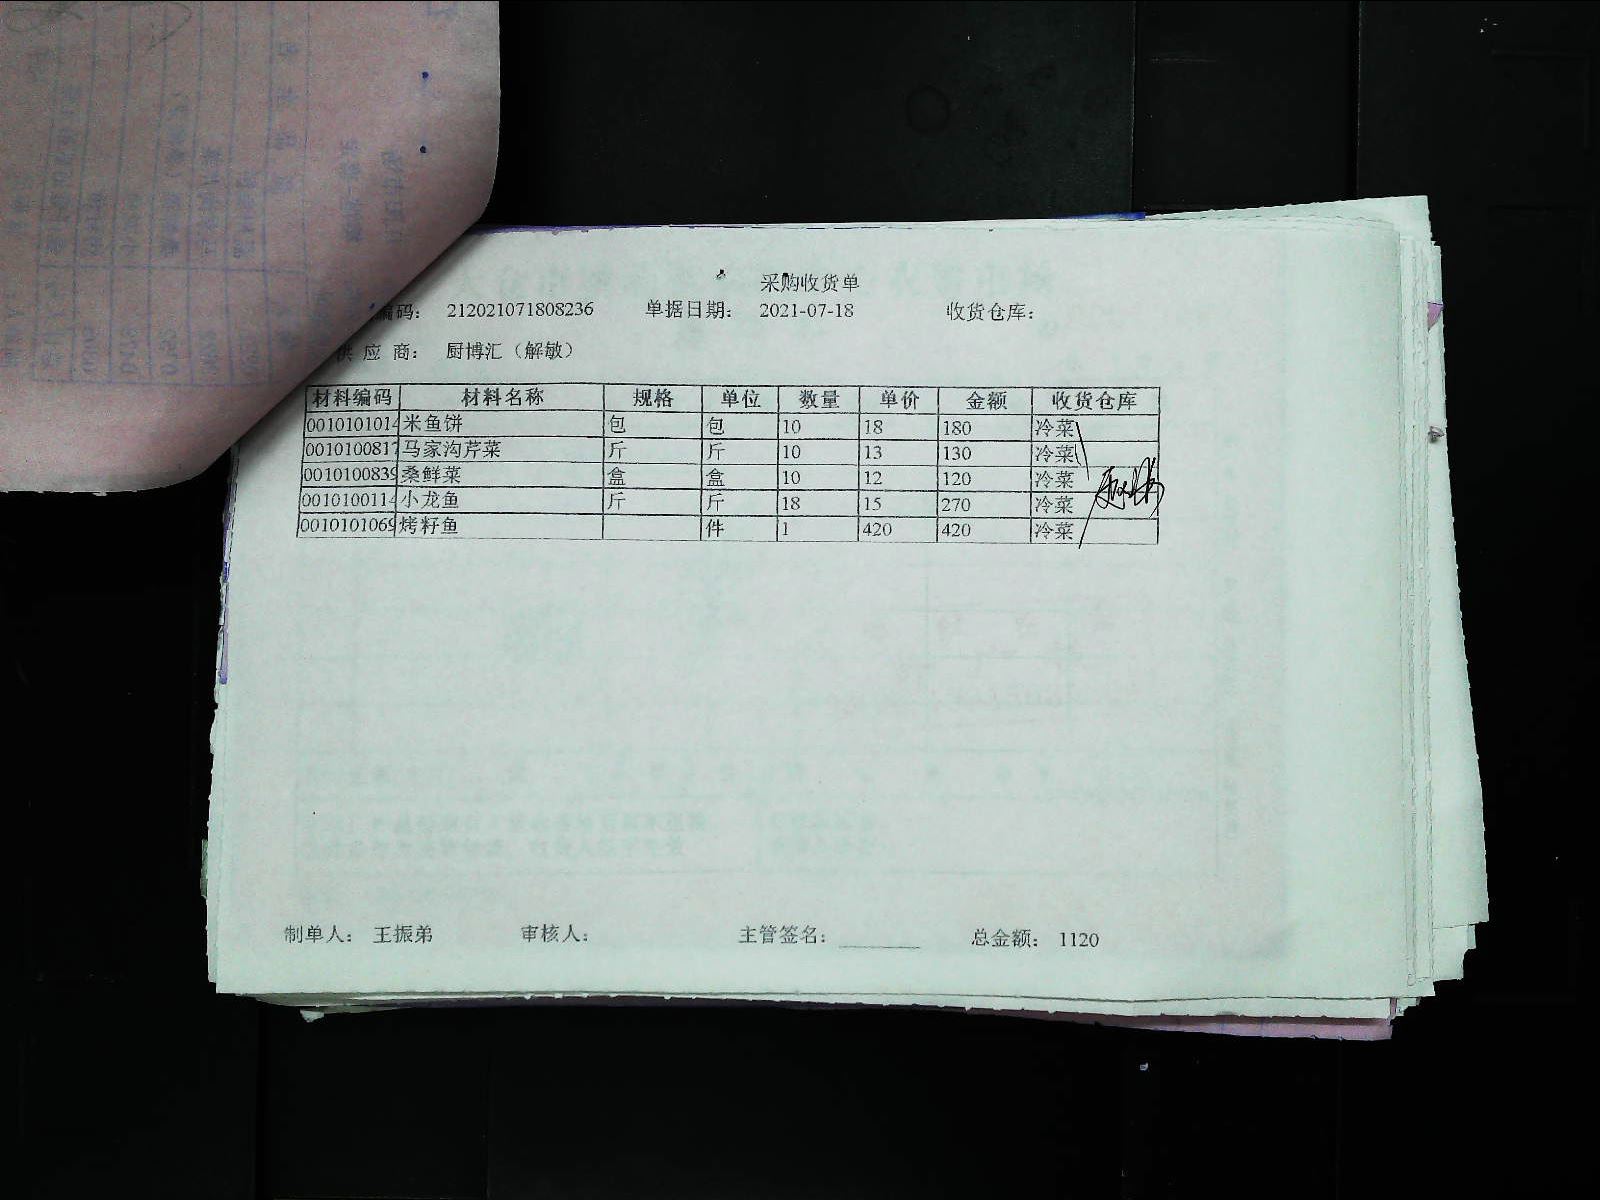 采购收货单
编码： 212021071808236 单据日期： 2021-07-18 收货仓库：
供 应 商： 厨博汇（解敏）
材料编码 材料名称 规格 单位 数量 单价 金额 收货仓库
0010101014 米鱼饼 包 包 10 18 180 冷菜
0010100817 马家沟芹菜 斤 斤 10 13 130 冷菜
0010100839 桑鲜菜 盒 盒 10 12 120 冷菜
0010100114 小龙鱼 斤 斤 18 15 270 冷菜
0010101069 烤籽鱼 件 1 420 420 冷菜
制单人： 王振弟 审核人： 主管签名： 总金额： 1120